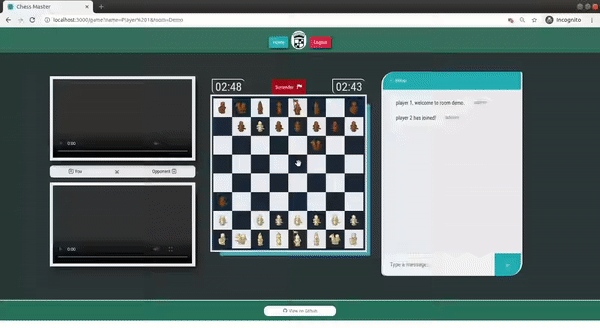 Chess Master
localhost:3000/game?name=Player%201&room=Demo
Incognito
Home
Logout
02:48
Surrender
02:43
player 1, welcome to room demo.
player 2 has joined!
0:00
You
Opponent
0:00
Type a message...
View on Github